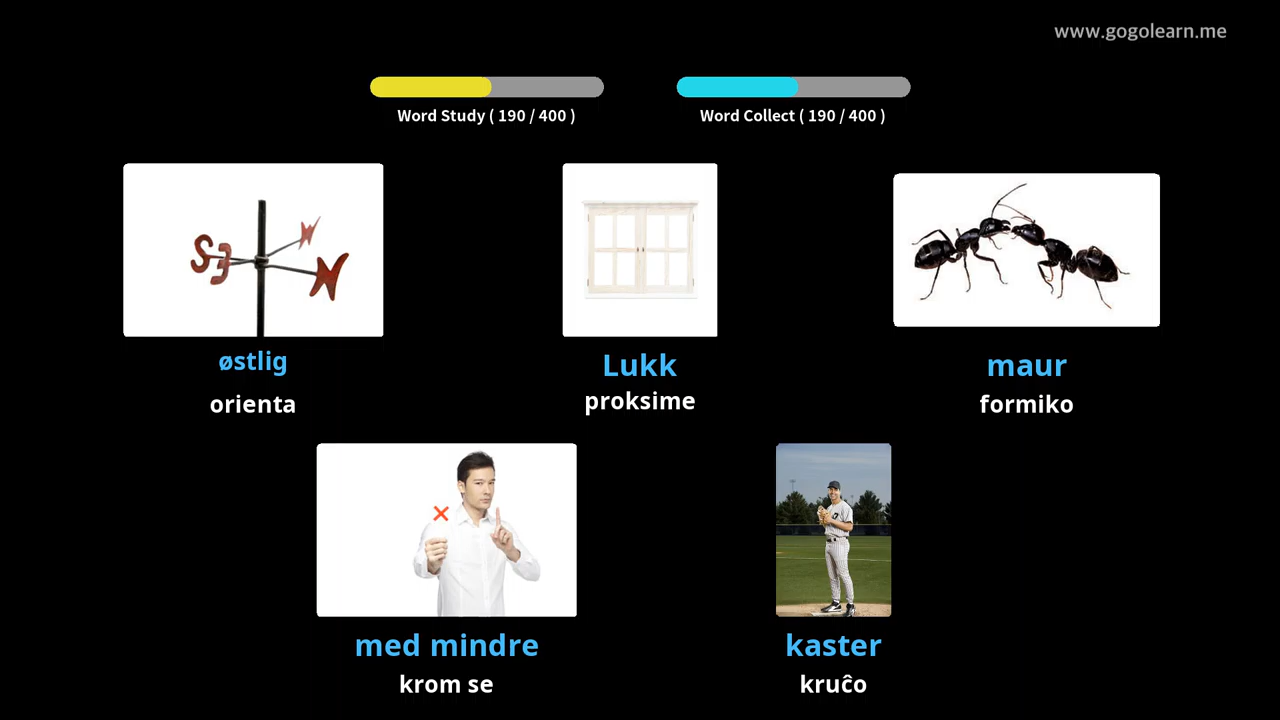 www.gogolearn.me
Word Study ( 190 / 400 )
Word Collect ( 190 / 400 )
S
E
W
N
østlig
orienta
Lukk
proksime
maur
formiko
med mindre
krom se
kaster
kruĉo